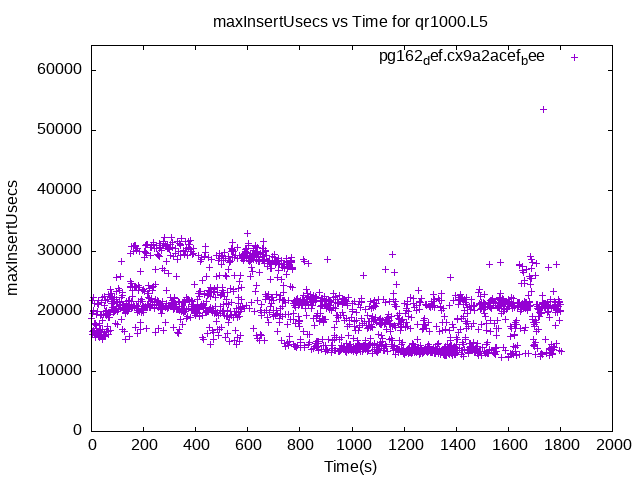 maxInsertUsecs vs Time for qr1000.L5
pg162def.cx9a2acefbee
60000
50000
40000
30000
20000
10000
0
maxInsertUsecs
0 200 400 600 800 1000 1200 1400 1600 1800 2000
Time(s)